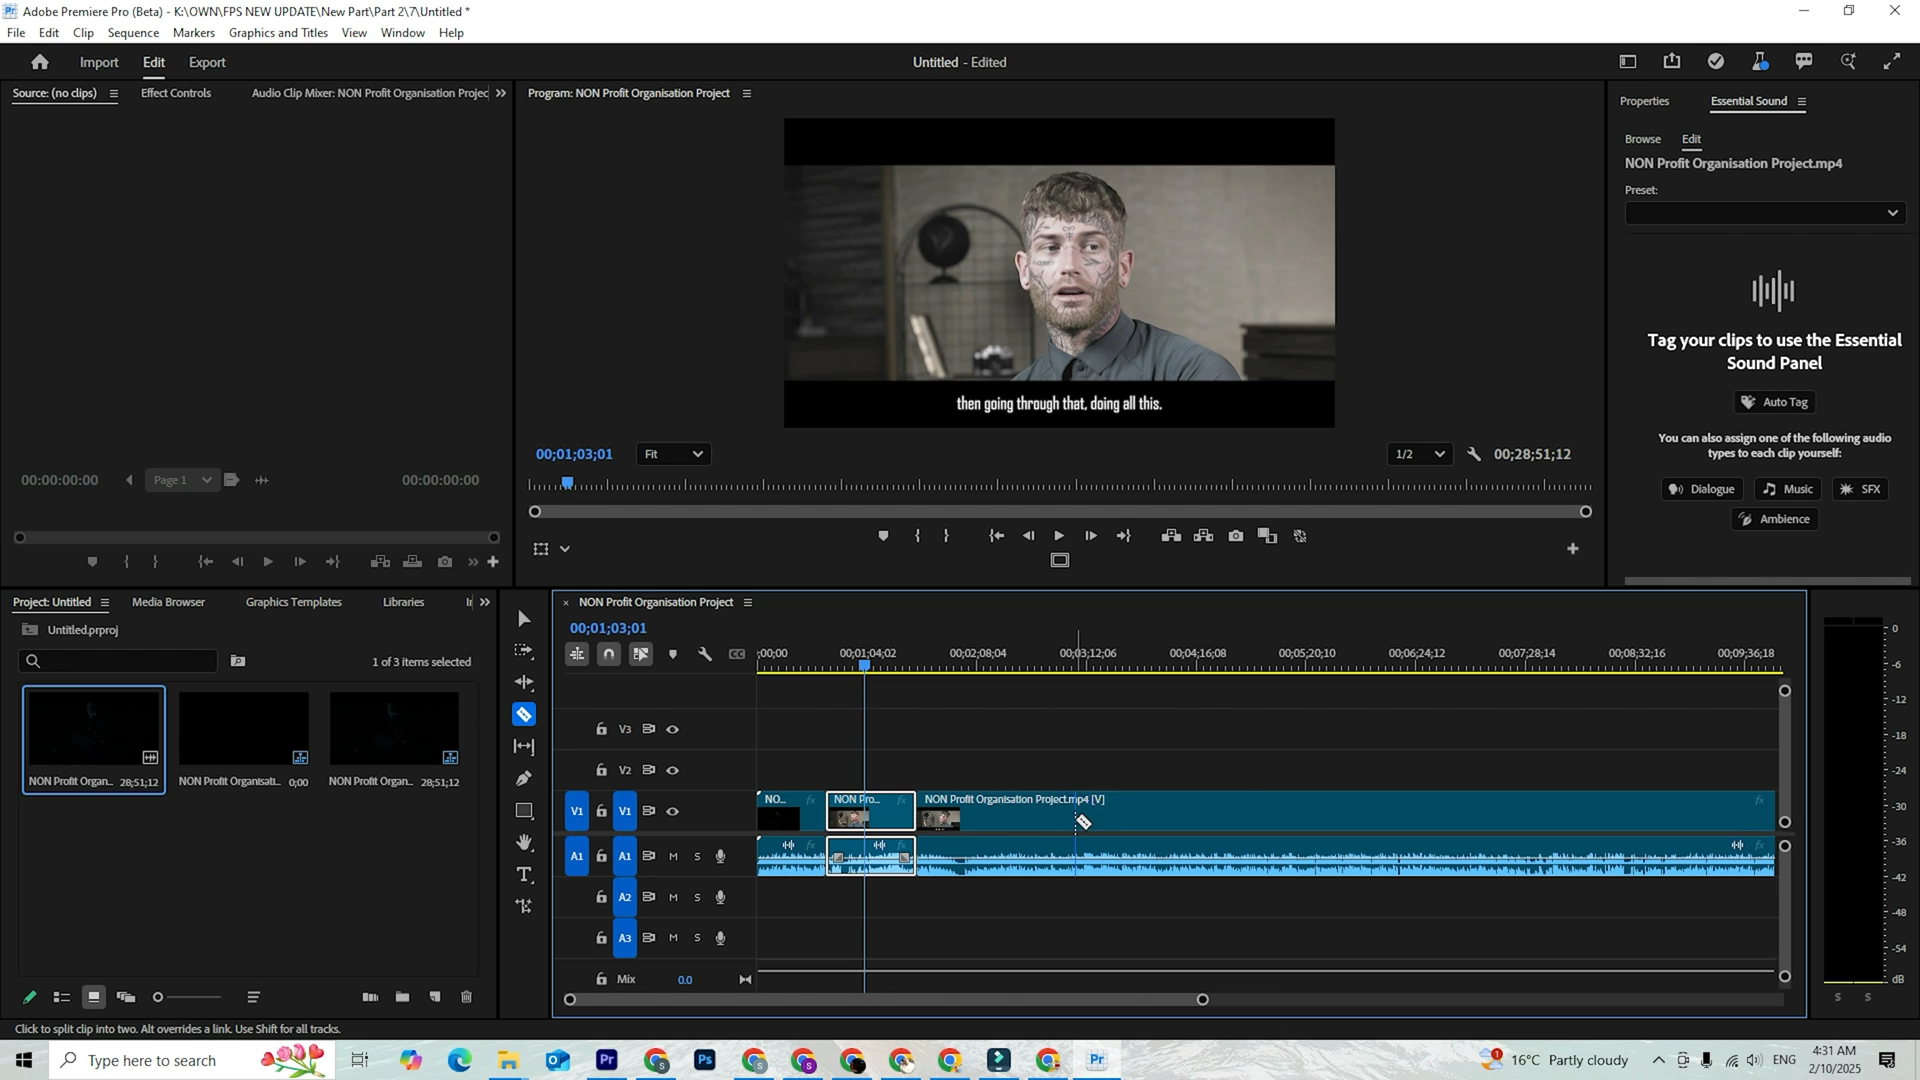 Adobe Premiere Pro (Beta) - K:\OWN\FPS NEW UPDATE\New Part\Part 2\7\Untitled *
File Edit Clip Sequence Markers Graphics and Titles View Window Help
Import Edit Export
Untitled - Edited
Source: (no clips) Effect Controls Audio Clip Mixer: NON Profit Organisation Projec
Program: NON Profit Organisation Project
Properties Essential Sound
Browse Edit
NON Profit Organisation Project.mp4
Preset:
Tag your clips to use the Essential
Sound Panel
Auto Tag
You can also assign one of the following audio
types to each clip yourself:
Dialogue Music SFX
Ambience
then going through that, doing all this.
00;01;03;01 Fit 1/2 00;28;51;12
00:00:00:00 Page 1 00:00:00:00
Project: Untitled Media Browser Graphics Templates Libraries
Untitled.prproj
1 of 3 items selected
NON Profit Organ... 28;51;12
NON Profit Organisati... 0;00
NON Profit Organ... 28;51;12
NON Profit Organisation Project
00;01;03;01
;00;00 00;01;04;02 00;02;08;04 00;03;12;06 00;04;16;08 00;05;20;10 00;06;24;12 00;07;28;14 00;08;32;16 00;09;36;18
V3
V2
V1 V1
NO... fx NON Pro... fx NON Profit Organisation Project.mp4 [V] fx
A1 A1 M S
A2 M S
A3 M S
Mix 0.0
0
-6
-12
-18
-24
-30
-36
-42
-48
-54
dB
S S
Click to split clip into two. Alt overrides a link. Use Shift for all tracks.
Type here to search
16°C Partly cloudy
ENG
4:31 AM
2/10/2025